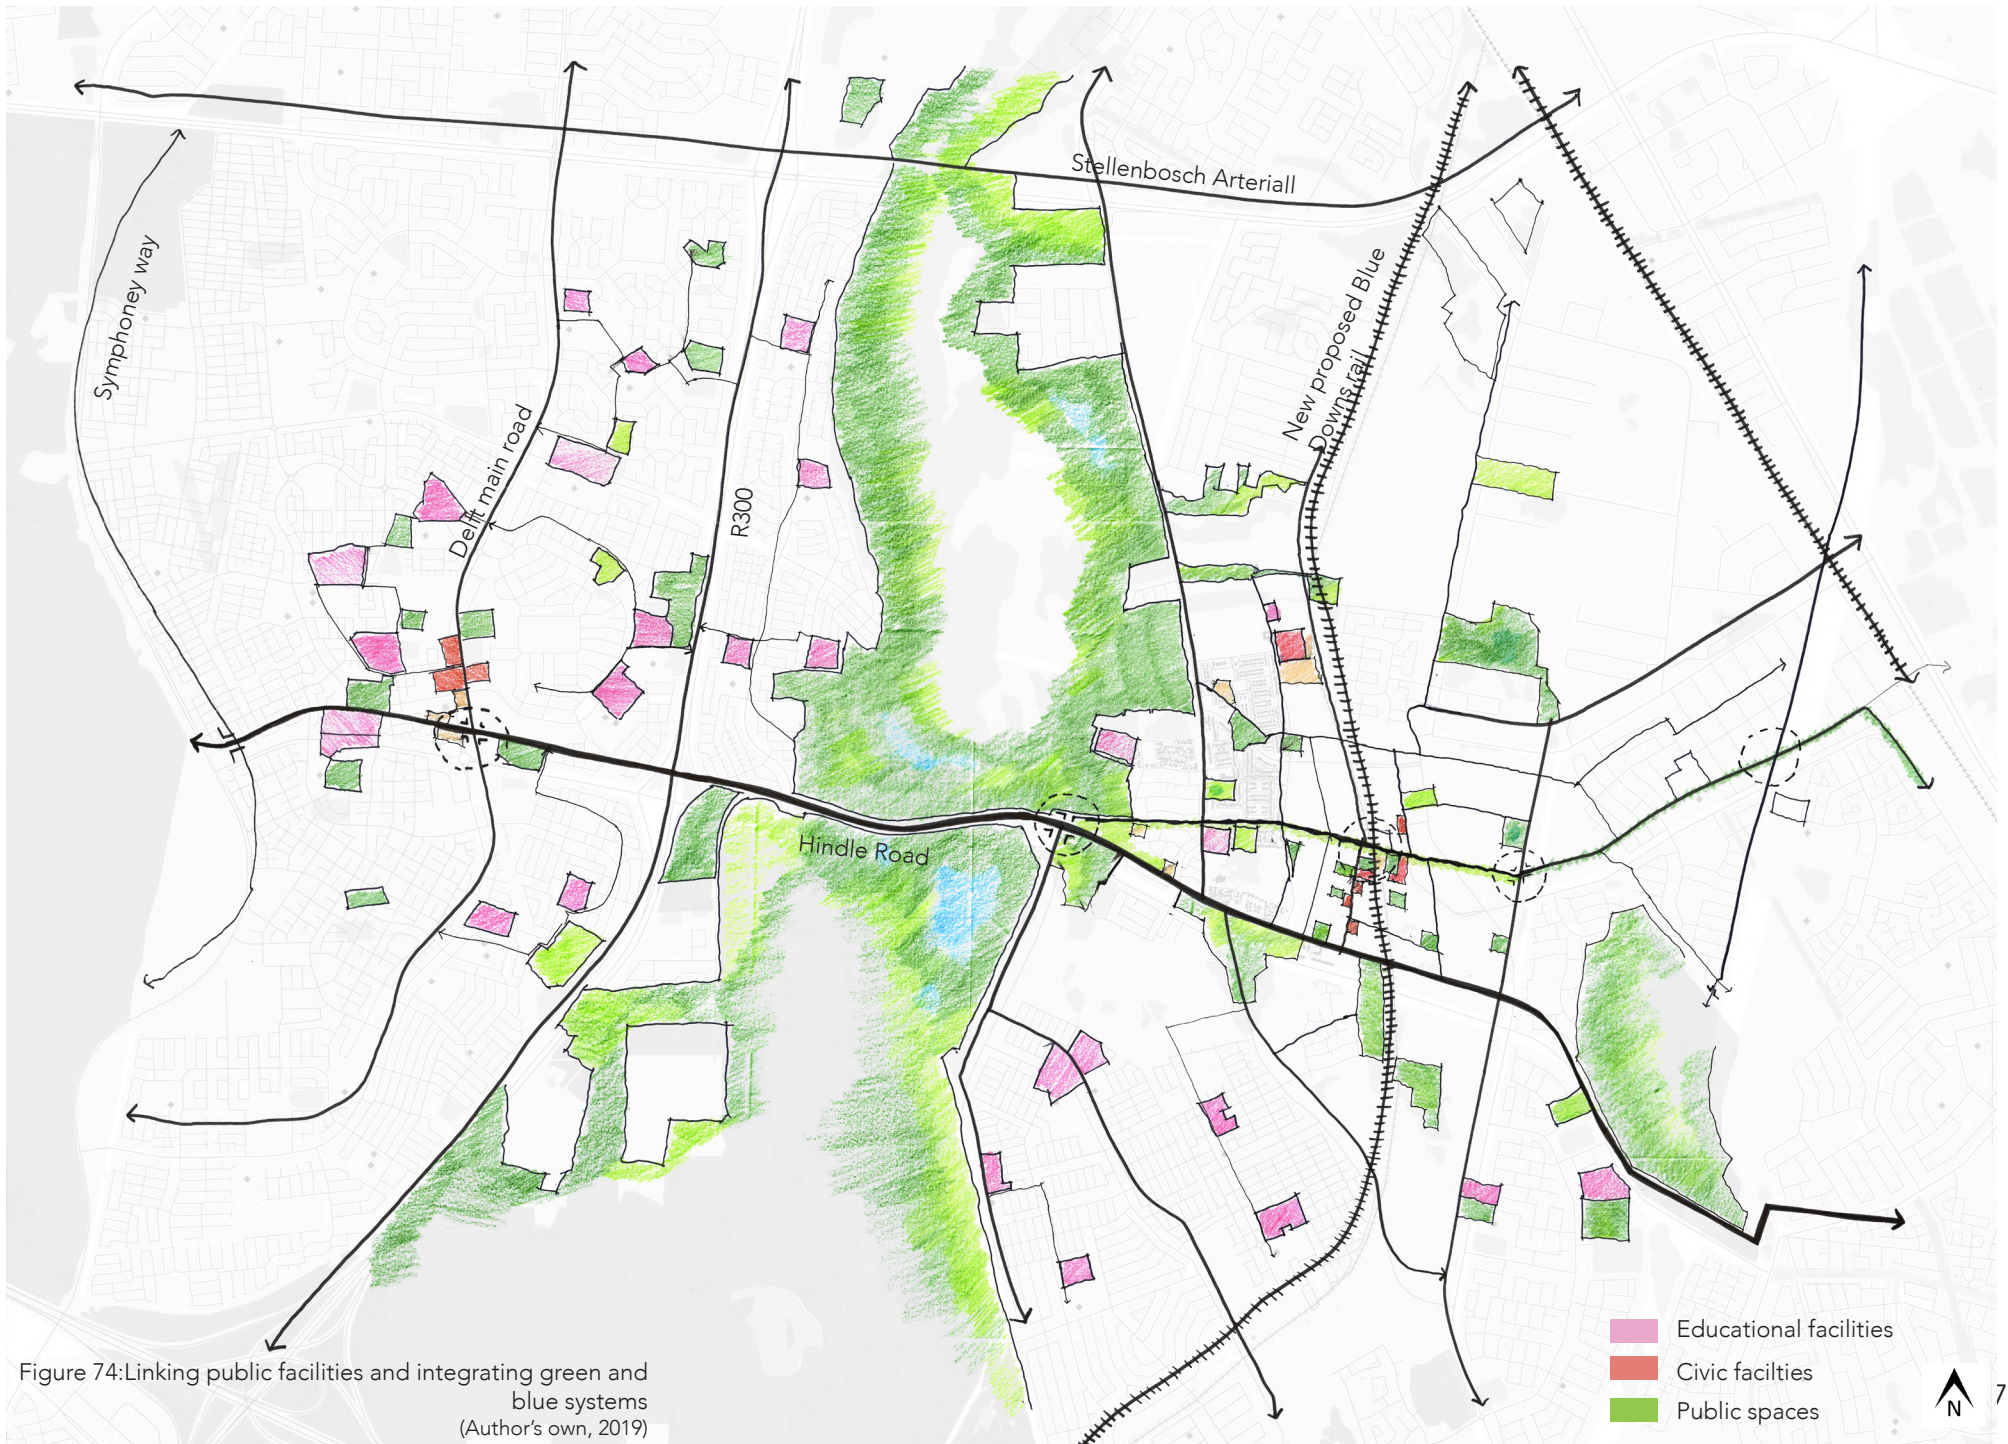 Stellenbosch Arteriall
Symphoney way
New proposed Blue
Downs rail
Delft main road
R300
Hindle Road
Educational facilities
Civic facilties
Public spaces
Figure 74:Linking public facilities and integrating green and
blue systems
(Author's own, 2019)
N
7